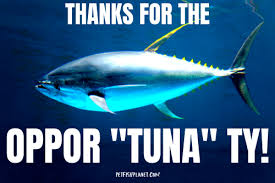 THANKS FOR THE
OPPOR "TUNA" TY!
PETFISHPLANET.COM